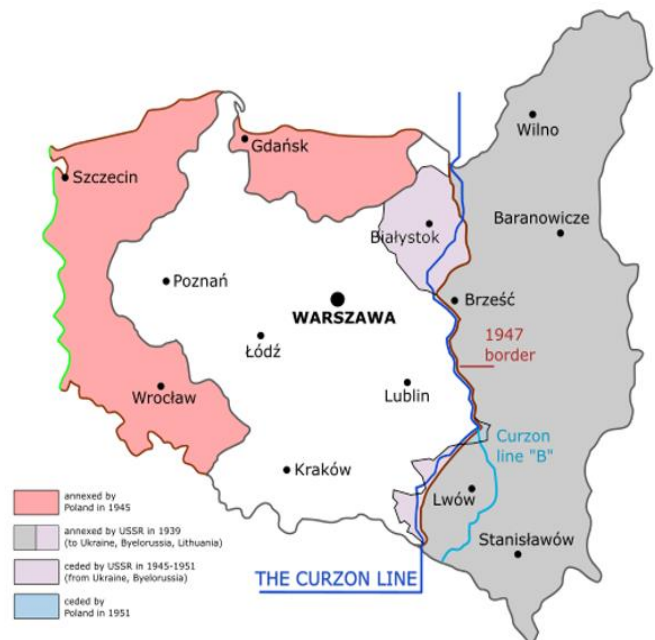 Wilno
Gdańsk
Szczecin
Baranowicze
Białystok
Poznań
Brześć
WARSZAWA
1947
border
Łódź
Wrocław
Lublin
Curzon
line "B"
Kraków
Lwów
annexed by
Poland in 1945
annexed by USSR in 1939
(to Ukraine, Byelorussia, Lithuania)
Stanisławów
ceded by USSR in 1945-1951
(from Ukraine, Byelorussia)
THE CURZON LINE
ceded by
Poland in 1951